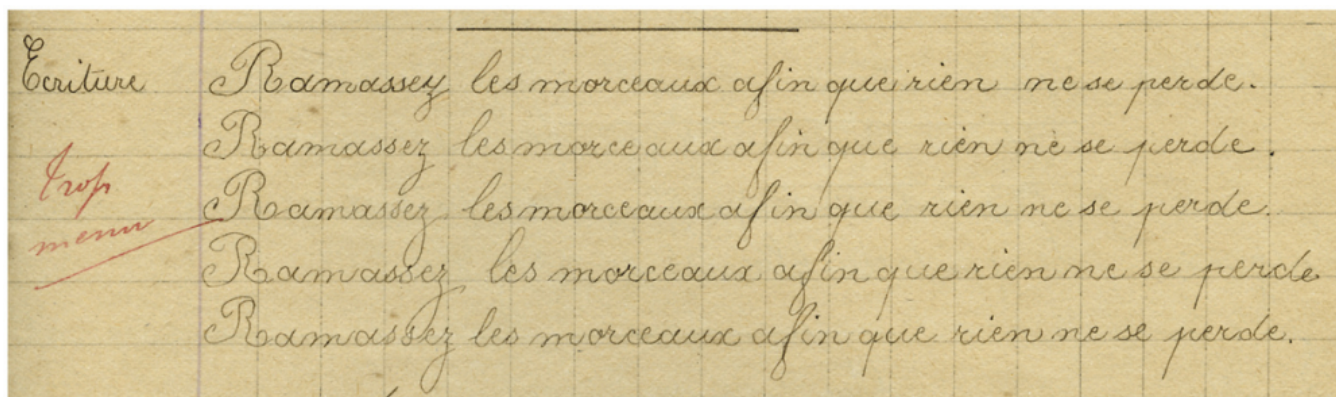 Ecriture Ramassez les morceaux afin que rien ne se perde.
Ramassez les morceaux afin que rien ne se perde.
trop
Ramassez les morceaux afin que rien ne se perde.
menu
Ramassez les morceaux afin que rien ne se perde.
Ramassez les morceaux afin que rien ne se perde.